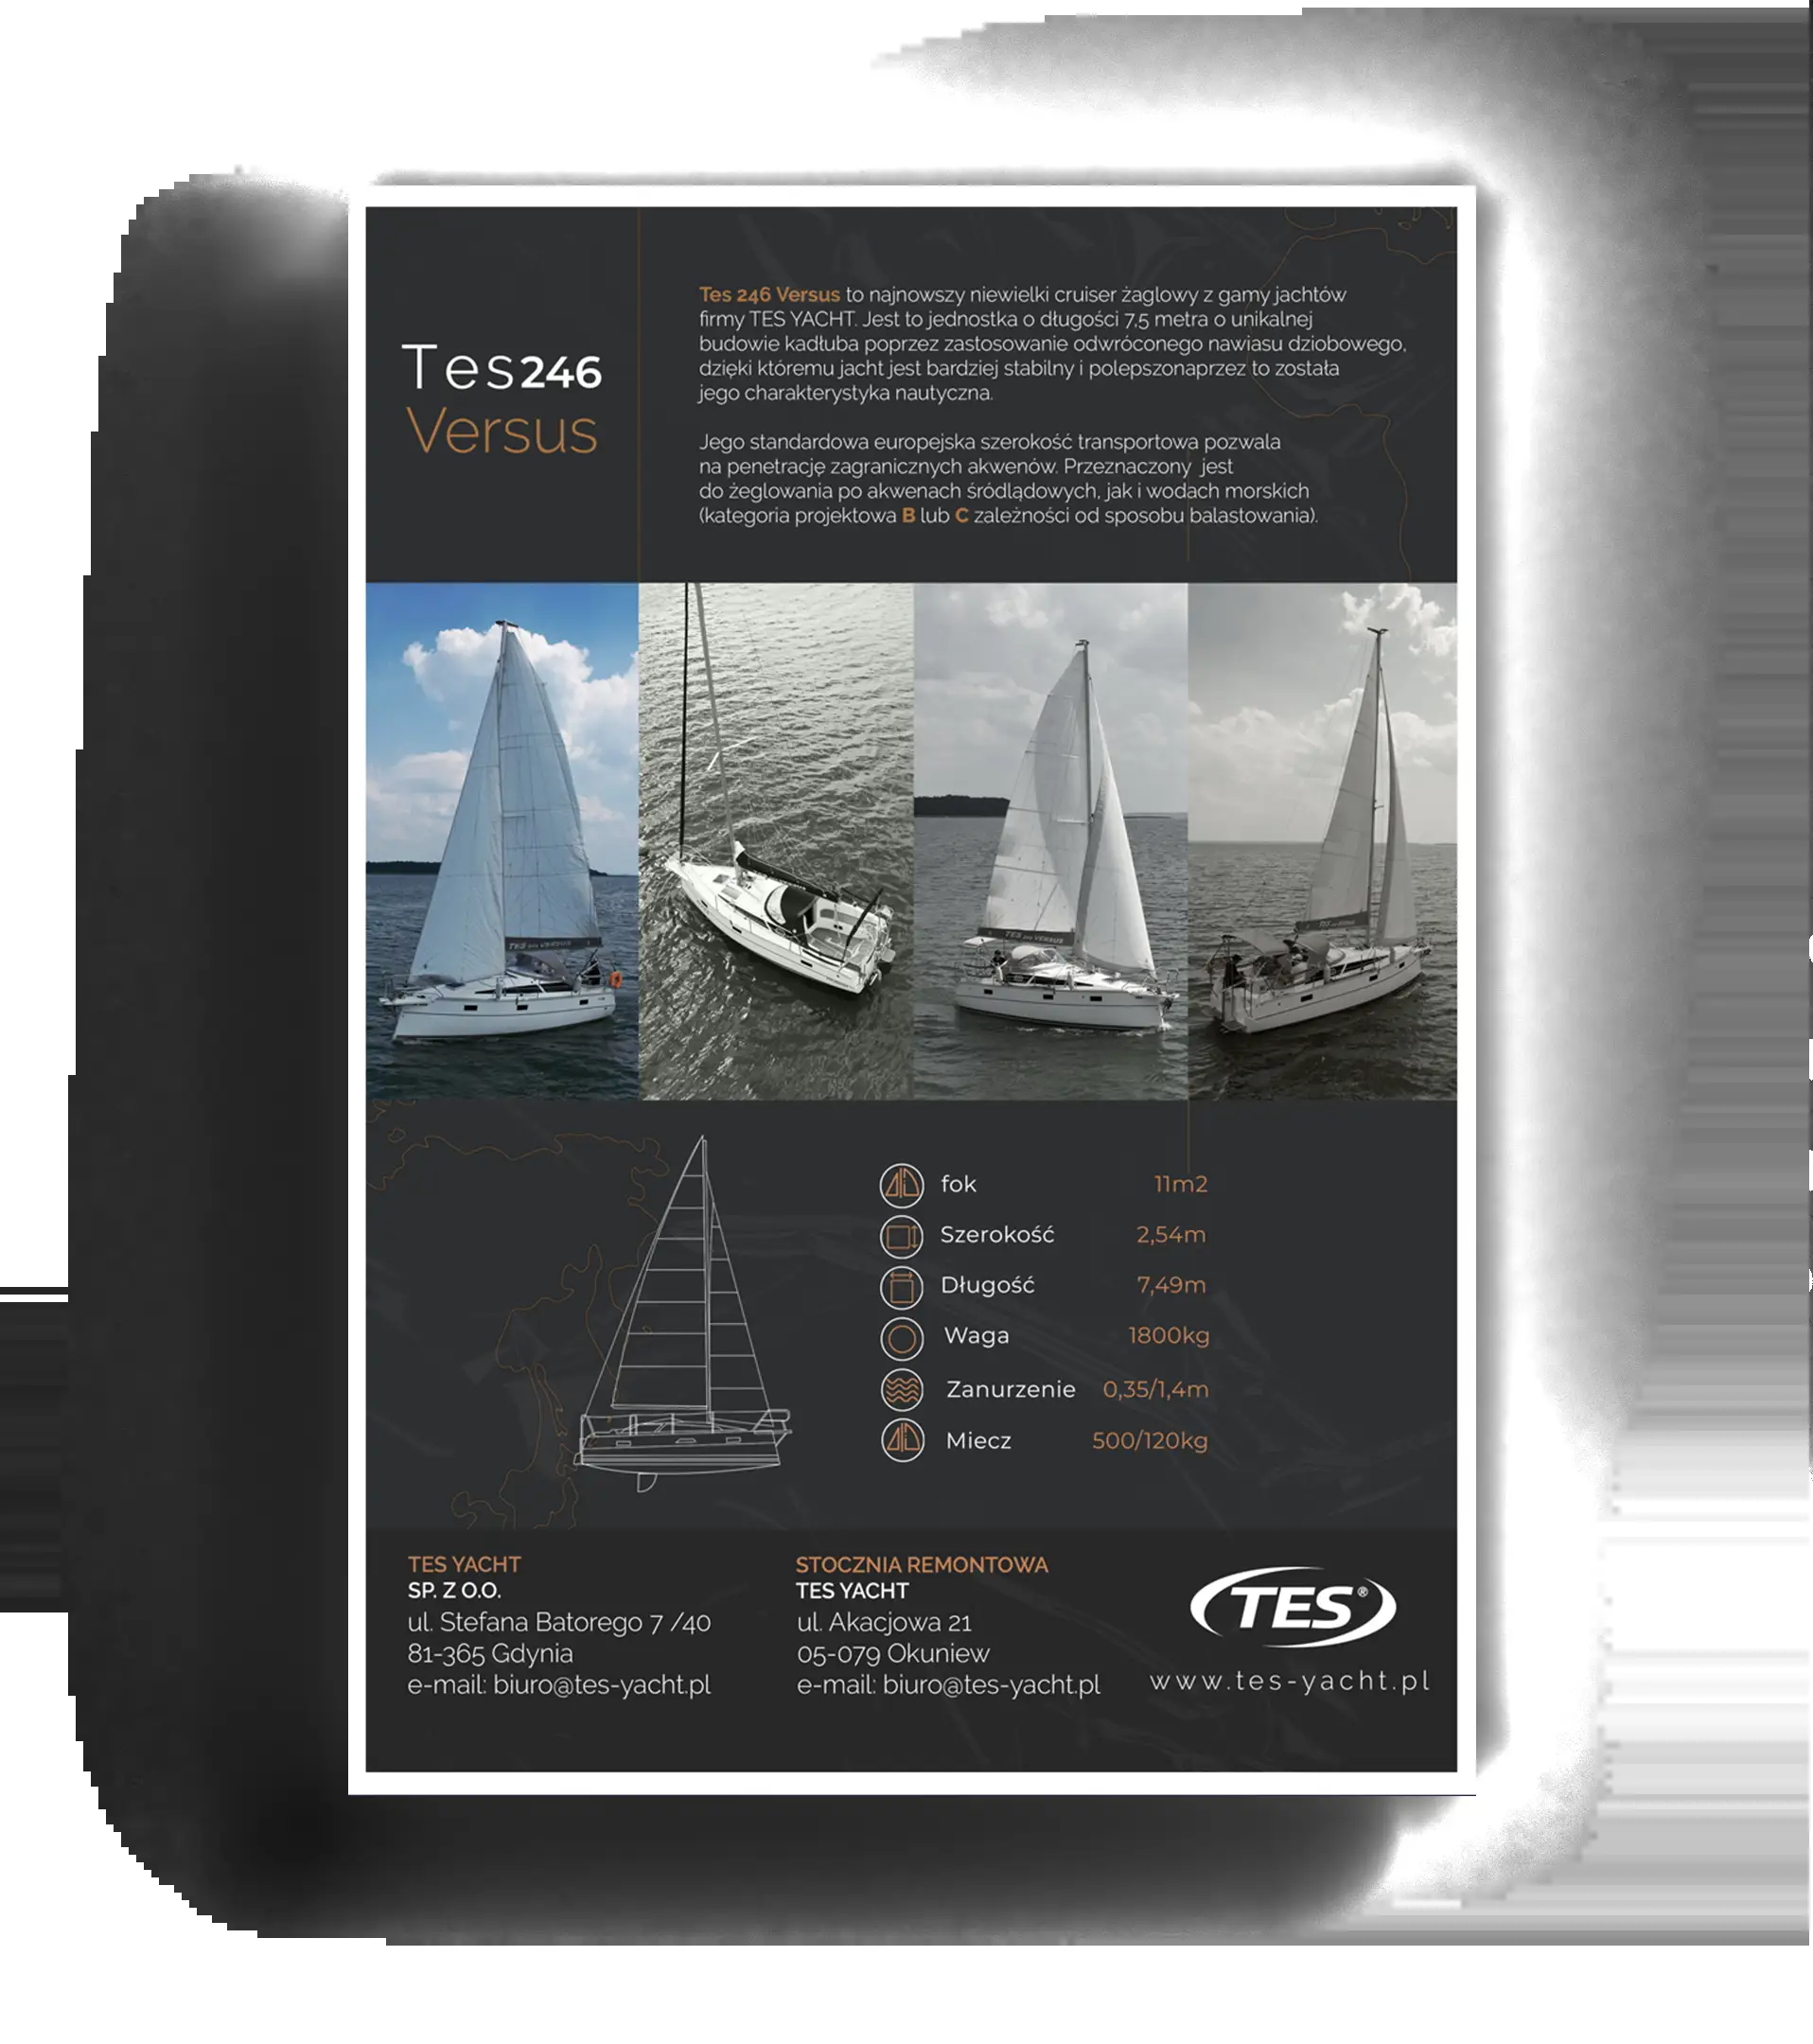 Tes246
Versus
Tes 246 Versus to najnowszy niewielki cruiser żaglowy z gamy jachtów
firmy TES YACHT. Jest to jednostka o długości 7,5 metra o unikalnej
budowie kadłuba poprzez zastosowanie odwróconego nawiasu dziobowego,
dzięki któremu jacht jest bardziej stabilny i polepszonaprzez to została
jego charakterystyka nautyczna.
Jego standardowa europejska szerokość transportowa pozwala
na penetrację zagranicznych akwenów. Przeznaczony jest
do żeglowania po akwenach śródlądowych, jak i wodach morskich
(kategoria projektowa B lub C zależności od sposobu balastowania).
TES 246 VERSUS
TES 246 VERSUS
fok 11m2
Szerokość 2,54m
Długość 7,49m
Waga 1800kg
Zanurzenie 0,35/1,4m
Miecz 500/120kg
TES YACHT
SP. Z O.O.
ul. Stefana Batorego 7 /40
81-365 Gdynia
e-mail: biuro@tes-yacht.pl
STOCZNIA REMONTOWA
TES YACHT
ul. Akacjowa 21
05-079 Okuniew
e-mail: biuro@tes-yacht.pl
TES®
www.tes-yacht.pl